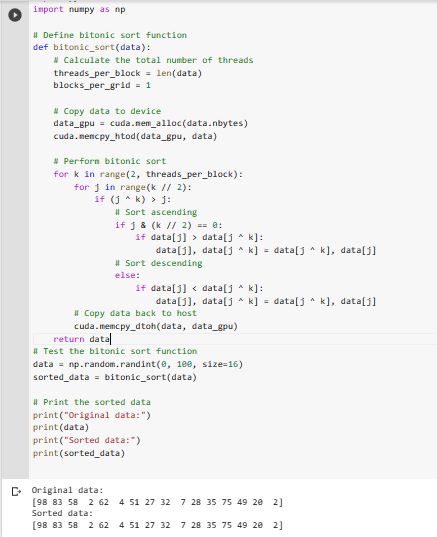 import numpy as np
# Define bitonic sort function
def bitonic_sort(data):
    # Calculate the total number of threads
    threads_per_block = len(data)
    blocks_per_grid = 1
    # Copy data to device
    data_gpu = cuda.mem_alloc(data.nbytes)
    cuda.memcpy_htod(data_gpu, data)
    # Perform bitonic sort
    for k in range(2, threads_per_block):
        for j in range(k // 2):
            if (j ^ k) > j:
                # Sort ascending
                if j & (k // 2) == 0:
                    if data[j] > data[j ^ k]:
                        data[j], data[j ^ k] = data[j ^ k], data[j]
                # Sort descending
                else:
                    if data[j] < data[j ^ k]:
                        data[j], data[j ^ k] = data[j ^ k], data[j]
        # Copy data back to host
        cuda.memcpy_dtoh(data, data_gpu)
    return data
# Test the bitonic sort function
data = np.random.randint(0, 100, size=16)
sorted_data = bitonic_sort(data)
# Print the sorted data
print("Original data:")
print(data)
print("Sorted data:")
print(sorted_data)
Original data:
[98 83 58  2 62  4 51 27 32  7 28 35 75 49 20  2]
Sorted data:
[98 83 58  2 62  4 51 27 32  7 28 35 75 49 20  2]